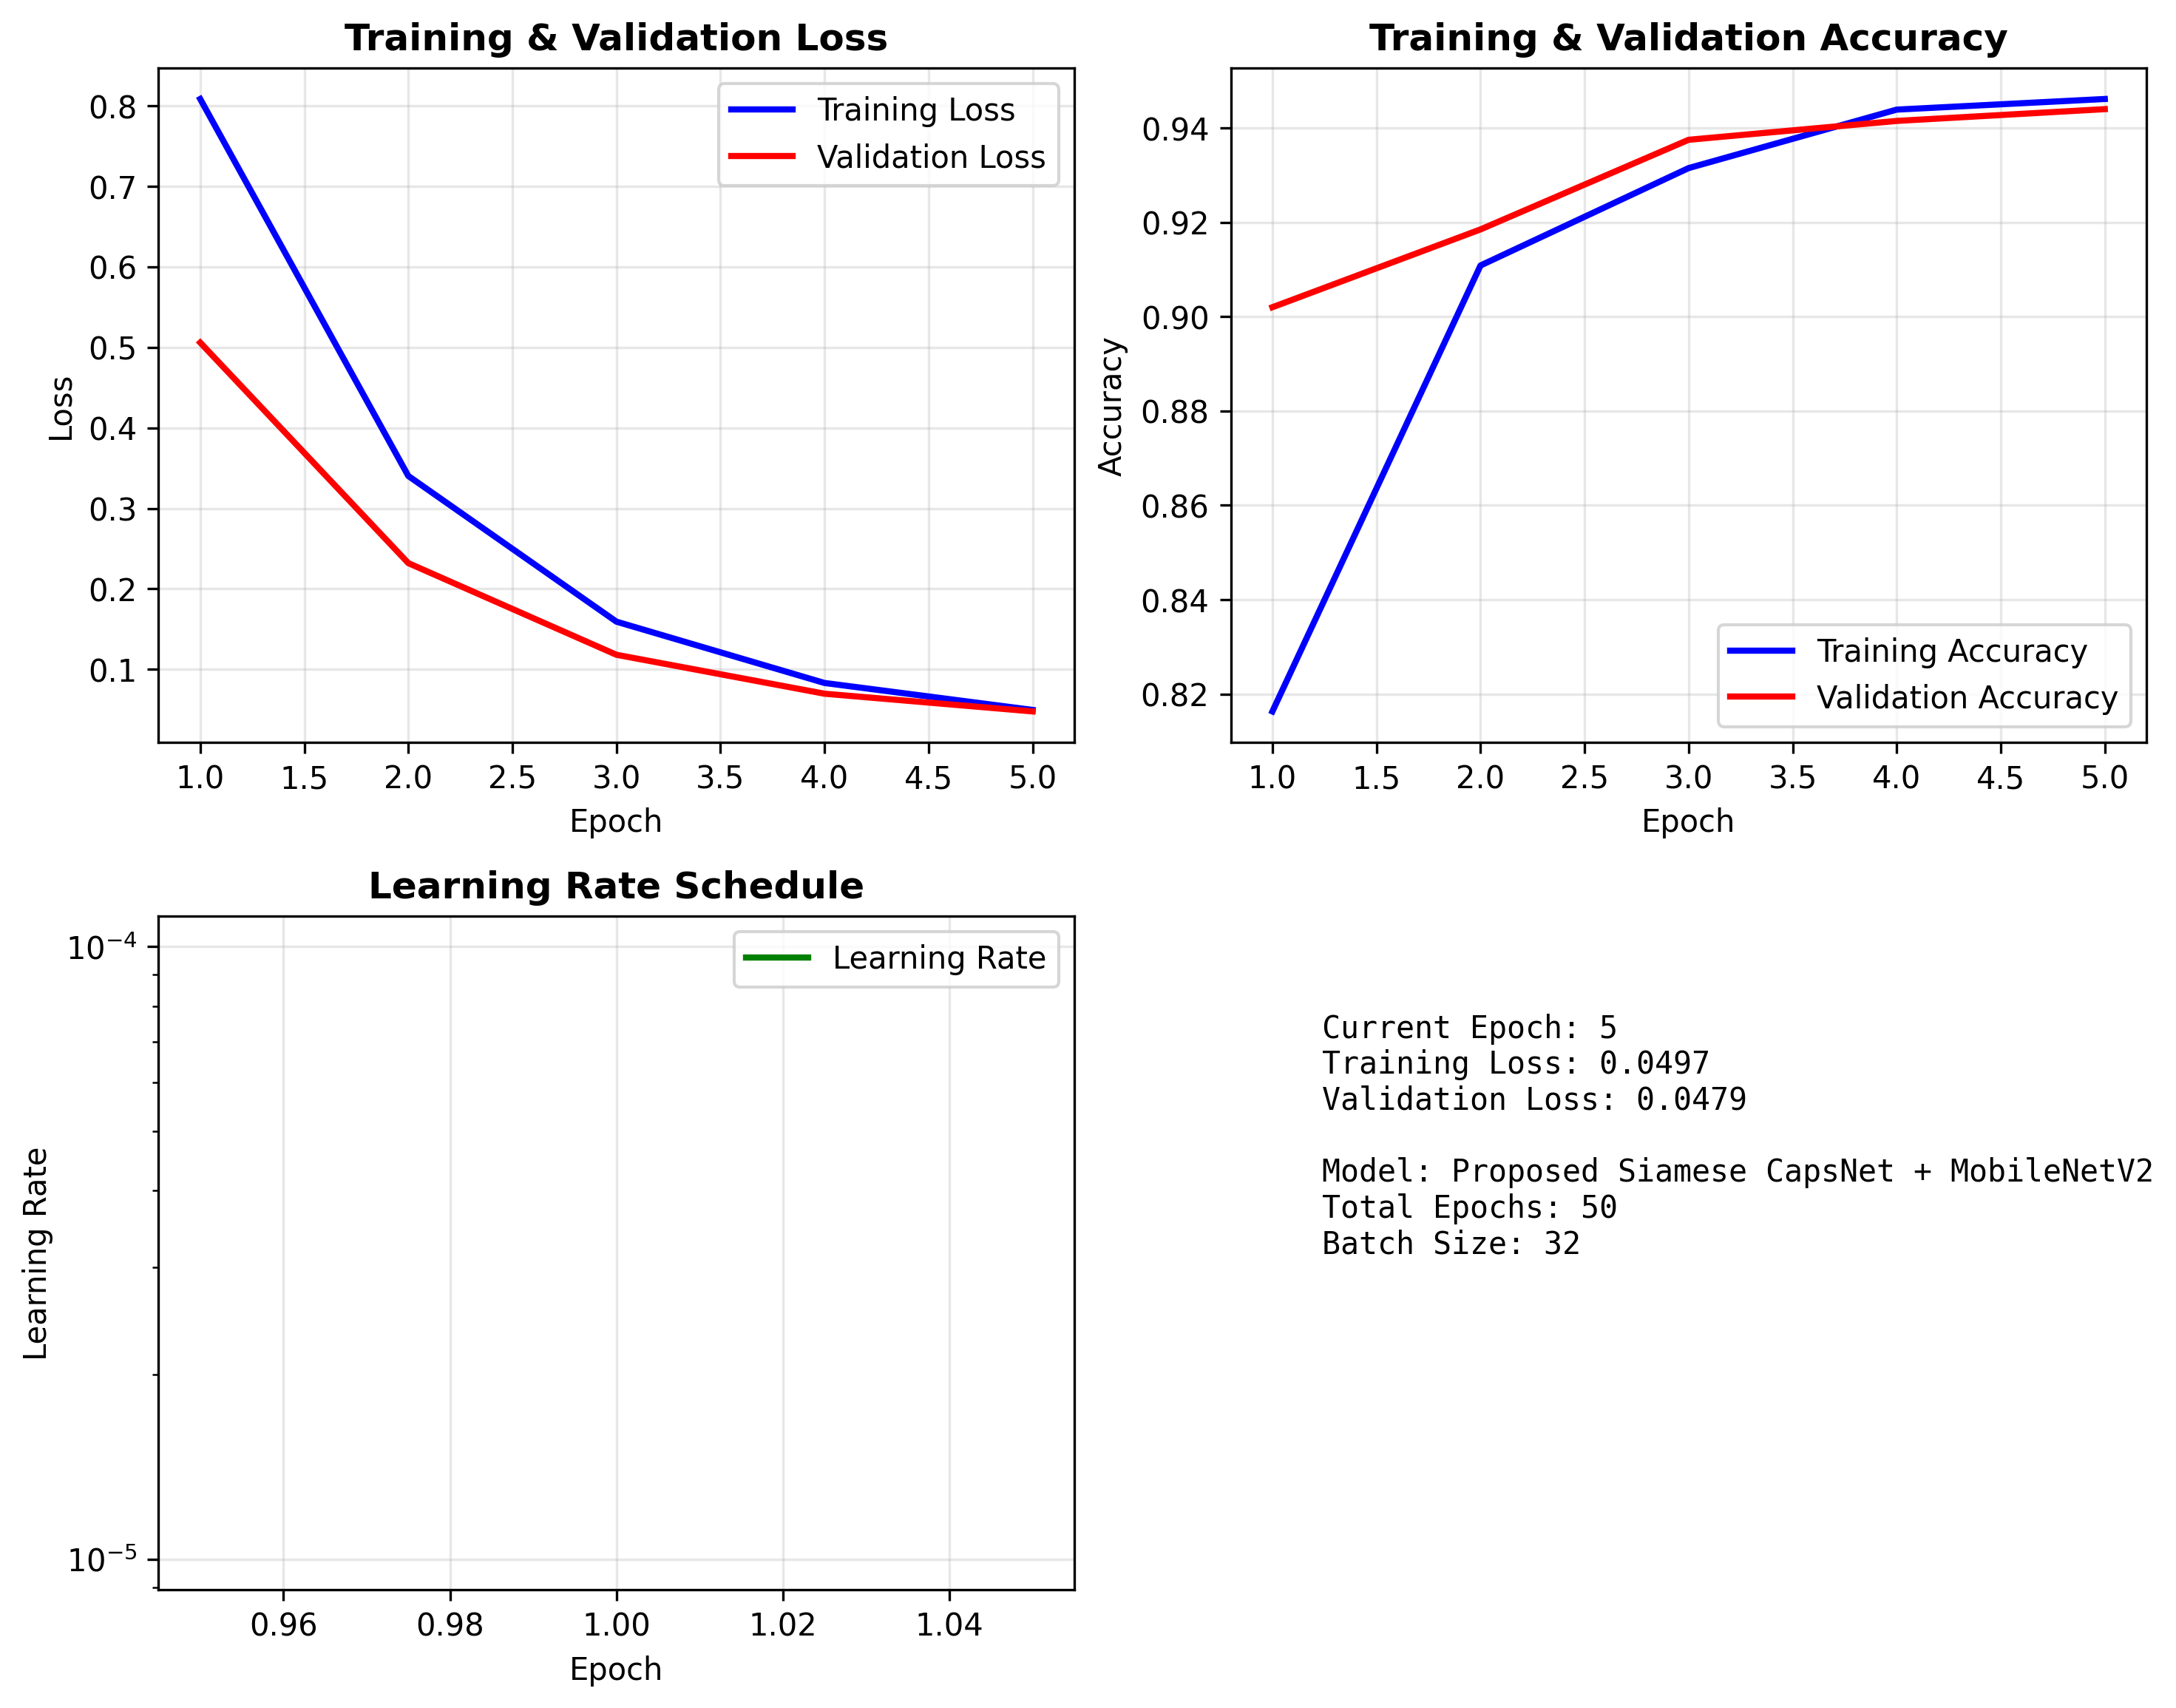 Training & Validation Loss
Loss
0.8
0.7
0.6
0.5
0.4
0.3
0.2
0.1
Training Loss
Validation Loss
1.0 1.5 2.0 2.5 3.0 3.5 4.0 4.5 5.0
Epoch
Training & Validation Accuracy
Accuracy
0.94
0.92
0.90
0.88
0.86
0.84
0.82
Training Accuracy
Validation Accuracy
1.0 1.5 2.0 2.5 3.0 3.5 4.0 4.5 5.0
Epoch
Learning Rate Schedule
Learning Rate
10⁻⁴
10⁻⁵
Learning Rate
0.96 0.98 1.00 1.02 1.04
Epoch
Current Epoch: 5
Training Loss: 0.0497
Validation Loss: 0.0479
Model: Proposed Siamese CapsNet + MobileNetV2
Total Epochs: 50
Batch Size: 32